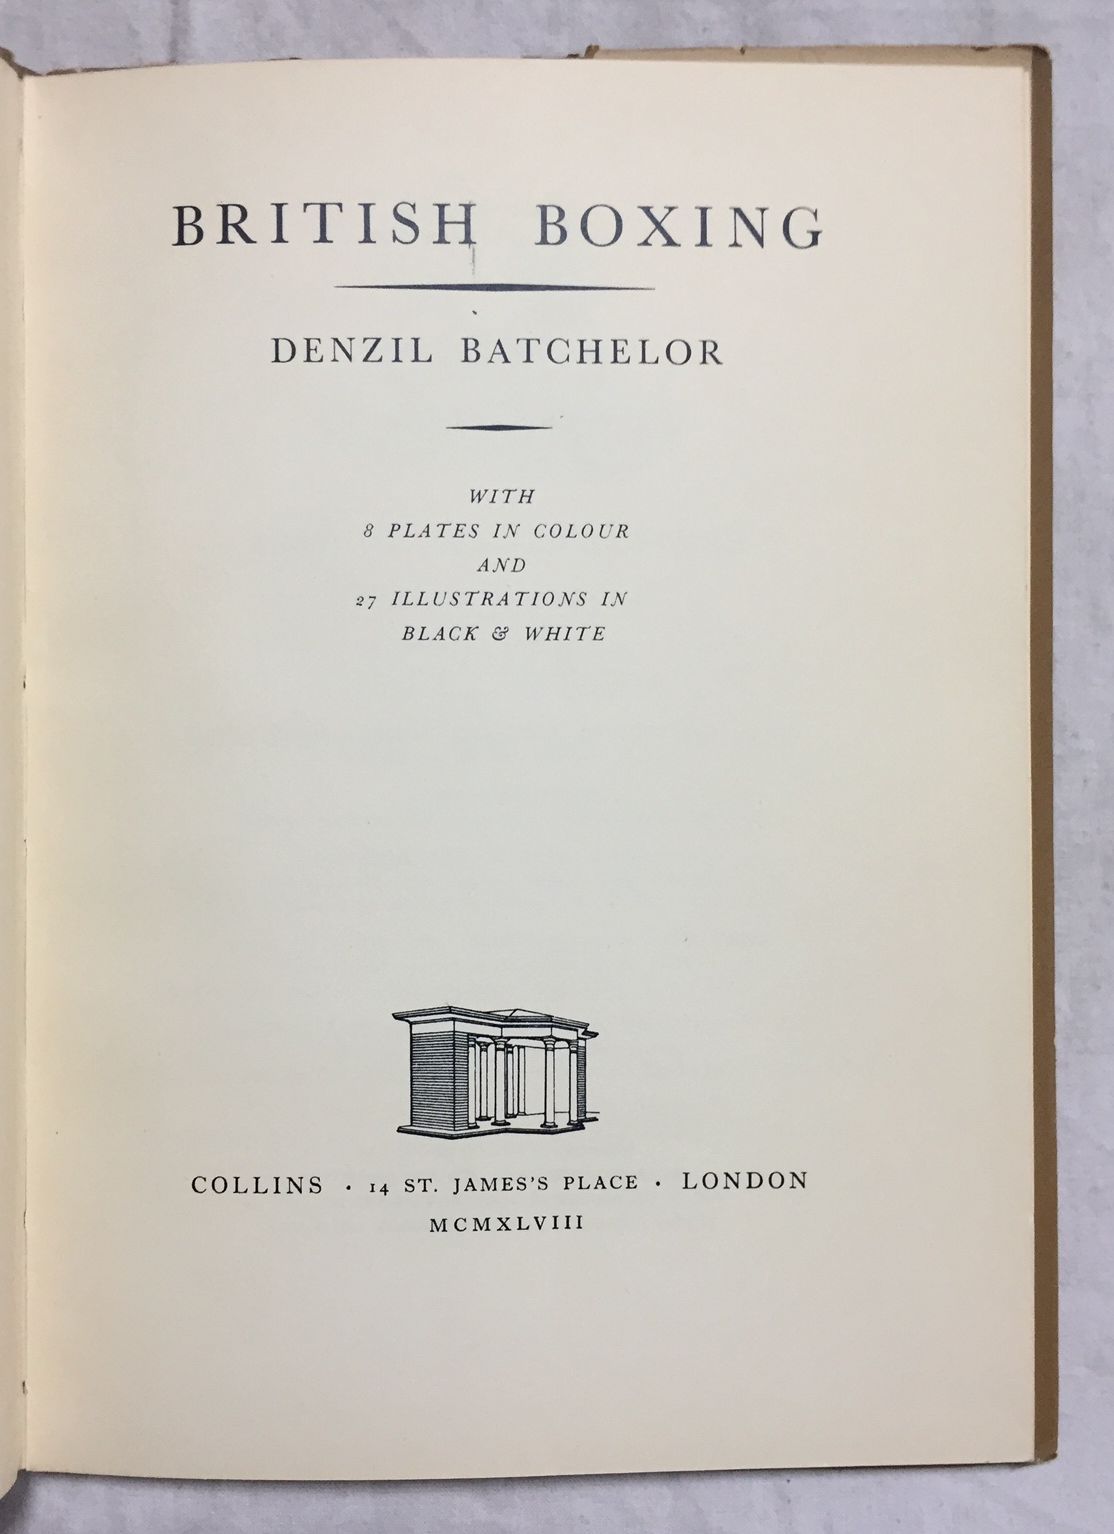 BRITISH BOXING
DENZIL BATCHELOR
WITH
8 PLATES IN COLOUR
AND
27 ILLUSTRATIONS IN
BLACK & WHITE
COLLINS · 14 ST. JAMES'S PLACE · LONDON
MCMXLVIII